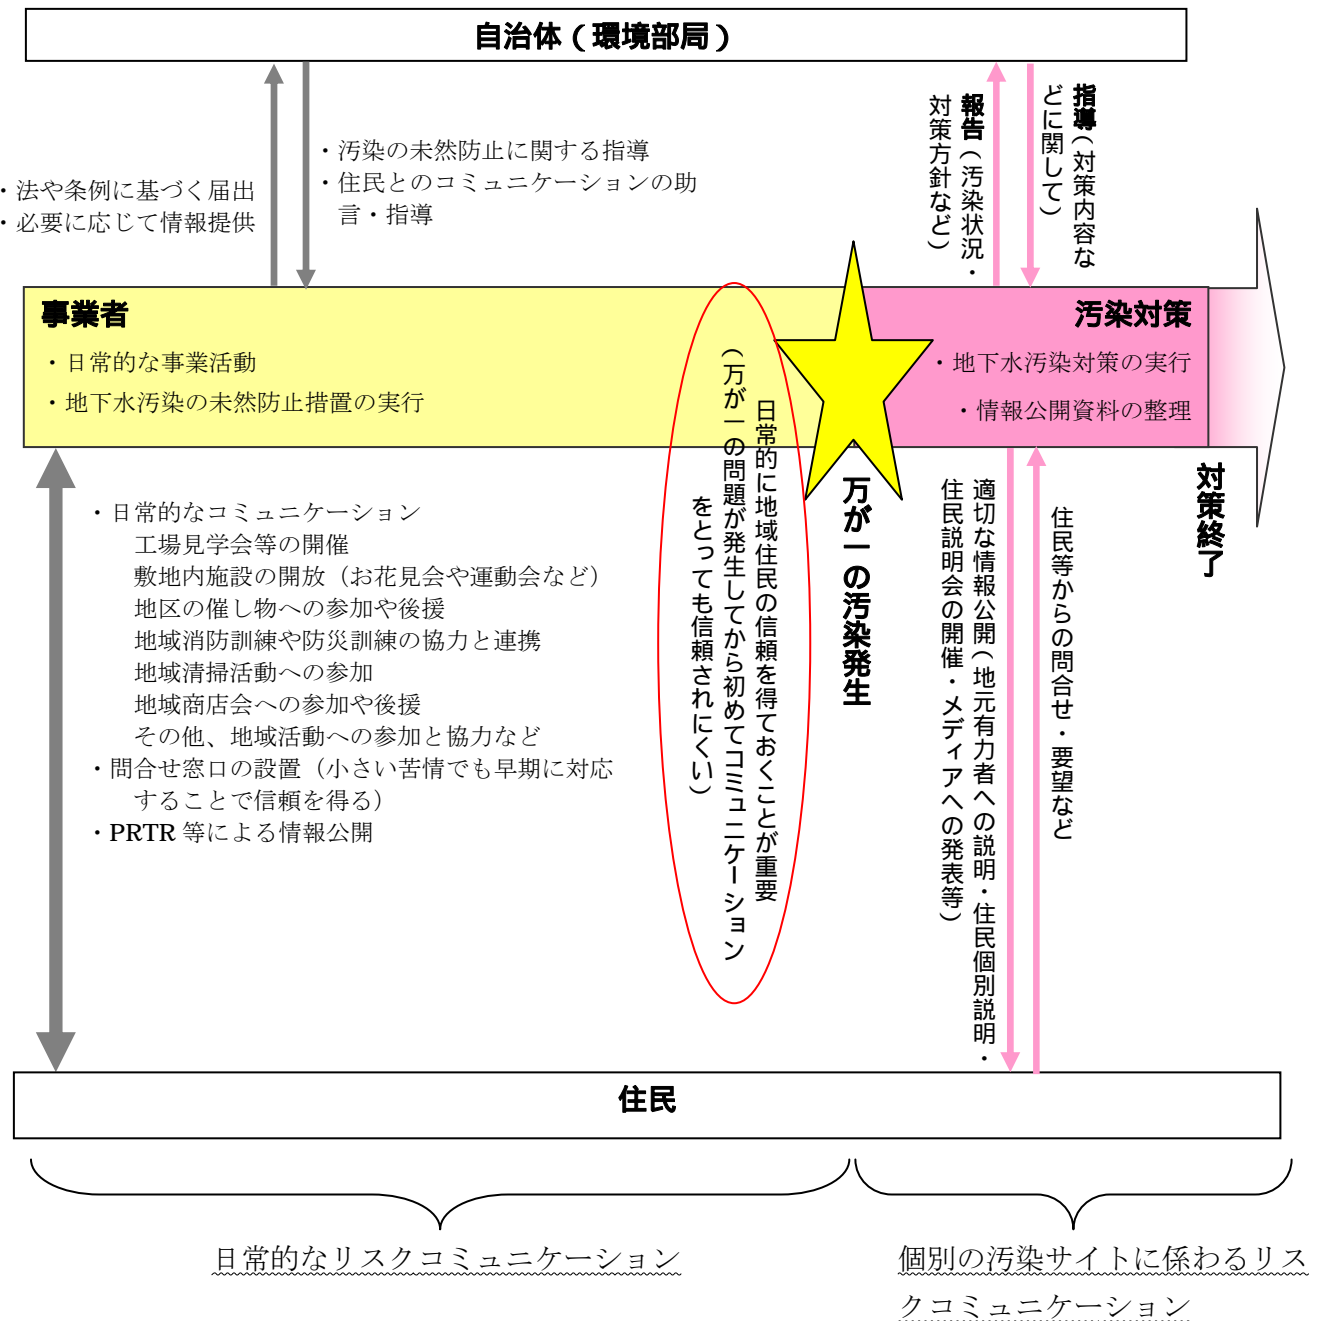 自治体（環境部局）
・法や条例に基づく届出
・必要に応じて情報提供
・汚染の未然防止に関する指導
・住民とのコミュニケーションの助
言・指導
報告（汚染状況・
対策方針など）
指導（対策内容な
どに関して）
事業者
・日常的な事業活動
・地下水汚染の未然防止措置の実行
汚染対策
・地下水汚染対策の実行
・情報公開資料の整理
対策終了
万が一の汚染発生
日常的に地域住民の信頼を得ておくことが重要
（万が一の問題が発生してから初めてコミュニケーション
をとっても信頼されにくい）
・日常的なコミュニケーション
工場見学会等の開催
敷地内施設の開放（お花見会や運動会など）
地区の催し物への参加や後援
地域消防訓練や防災訓練の協力と連携
地域清掃活動への参加
地域商店会への参加や後援
その他、地域活動への参加と協力など
・問合せ窓口の設置（小さい苦情でも早期に対応
することで信頼を得る）
・PRTR 等による情報公開
適切な情報公開（地元有力者への説明・住民個別説明・
住民説明会の開催・メディアへの発表等）
住民等からの問合せ・要望など
住民
日常的なリスクコミュニケーション
個別の汚染サイトに係わるリス
クコミュニケーション